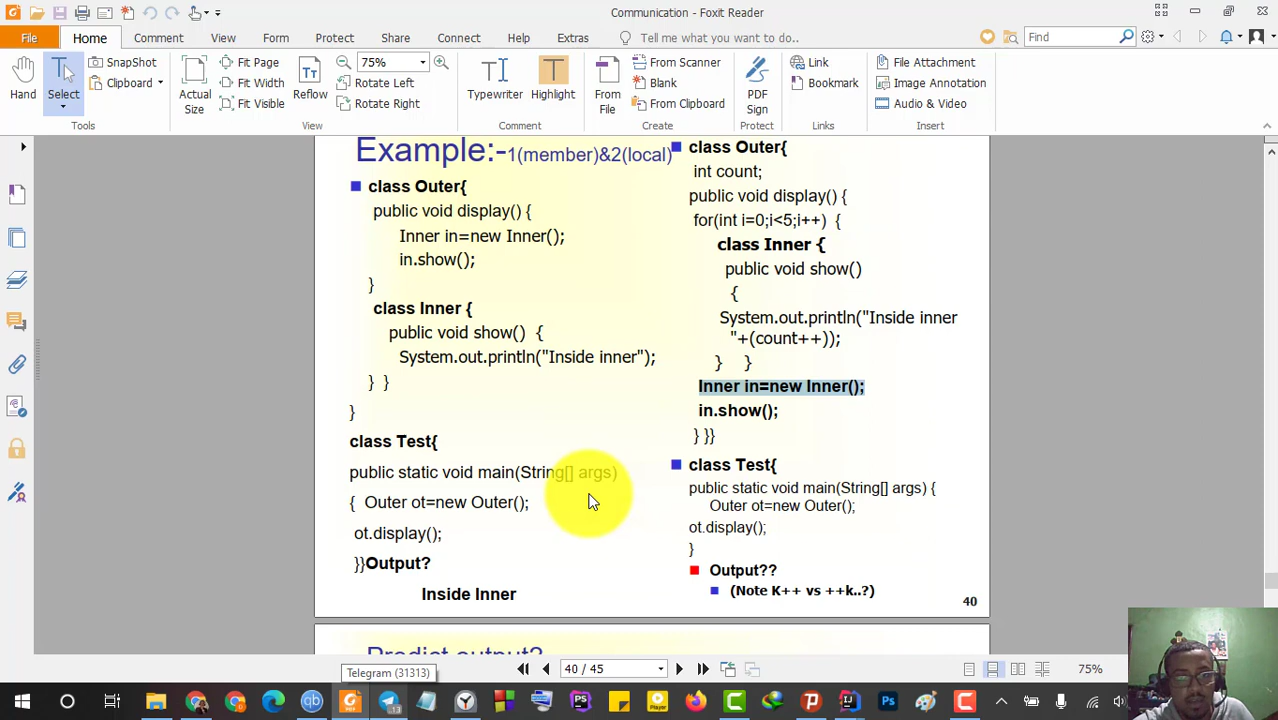 Communication - Foxit Reader
File
Home
Comment
View
Form
Protect
Share
Connect
Help
Extras
Tell me what you want to do..
Find
Hand
Select
SnapShot
Clipboard
Tools
Actual Size
Fit Page
Fit Width
Fit Visible
Reflow
75%
Rotate Left
Rotate Right
View
Typewriter
Highlight
Comment
From File
From Scanner
Blank
From Clipboard
Create
PDF Sign
Protect
Link
Bookmark
Links
File Attachment
Image Annotation
Audio & Video
Insert
Example:-1(member)&2(local)
class Outer{
public void display() {
Inner in=new Inner();
in.show();
}
class Inner {
public void show() {
System.out.println("Inside inner");
} }
}
class Test{
public static void main(String[] args)
{ Outer ot=new Outer();
ot.display();
}}Output?
Inside Inner
class Outer{
int count;
public void display() {
for(int i=0;i<5;i++) {
class Inner {
public void show()
{
System.out.println("Inside inner
"+(count++));
} }
Inner in=new Inner();
in.show();
} }}
class Test{
public static void main(String[] args) {
Outer ot=new Outer();
ot.display();
}
Output??
(Note K++ vs ++k..?)
40
Predict output?
Telegram (31313)
40 / 45
75%